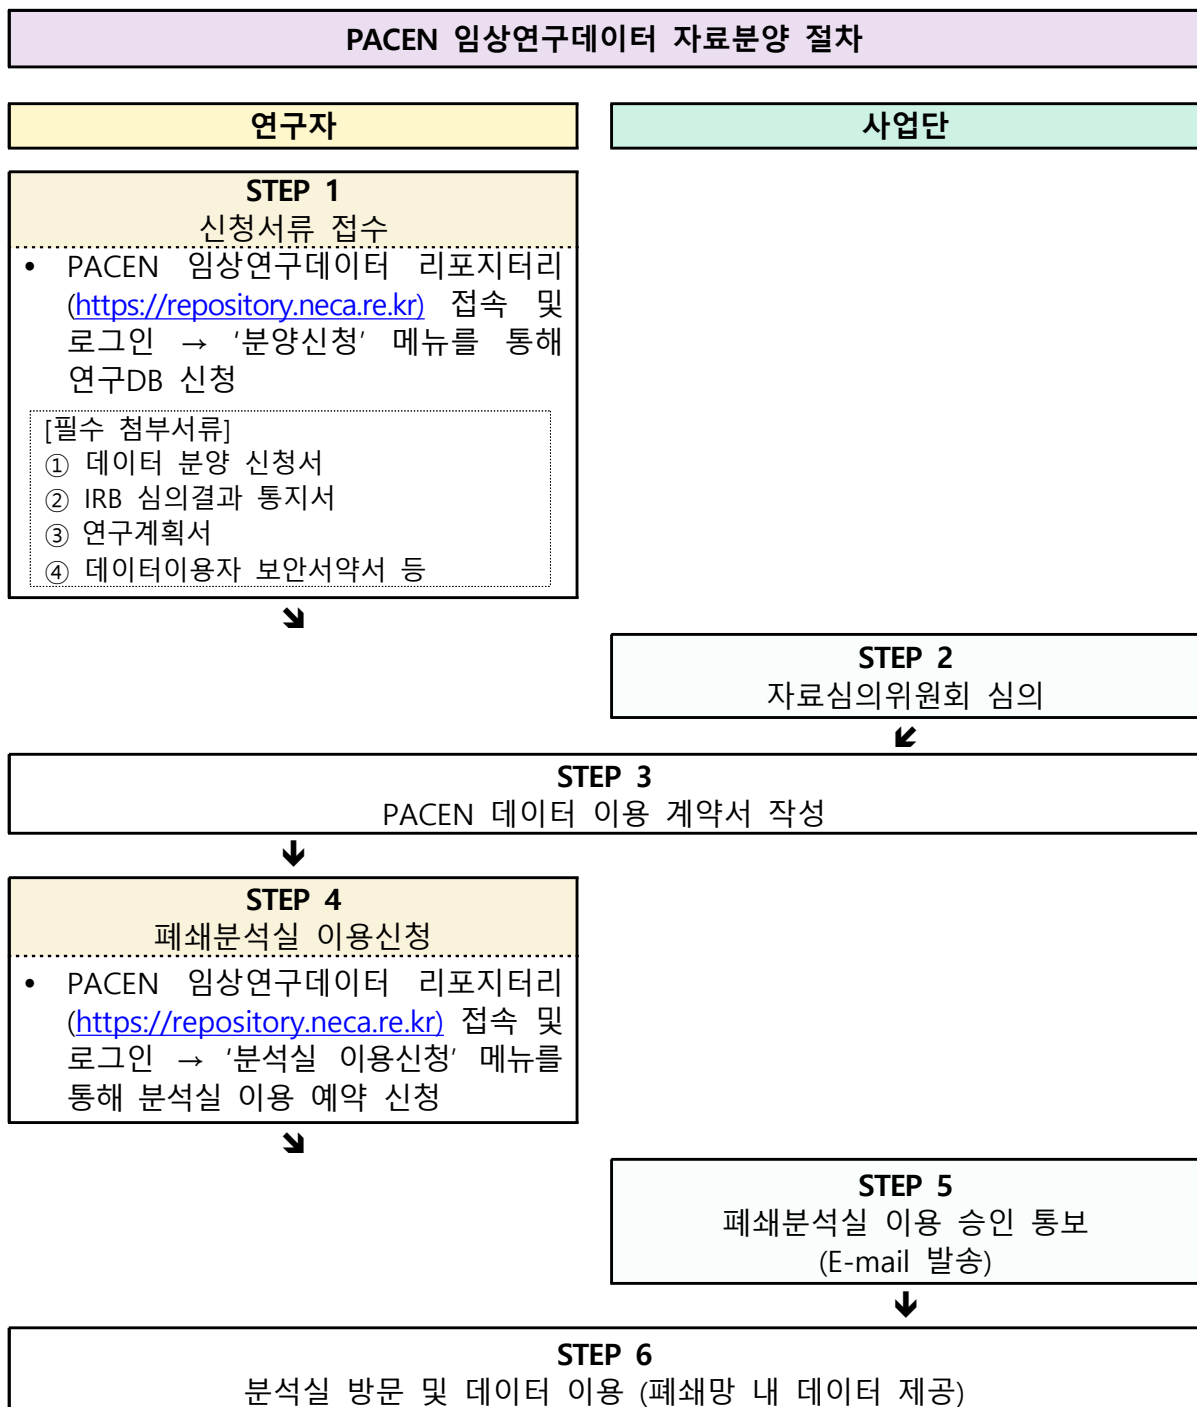 PACEN 임상연구데이터 자료분양 절차
연구자
사업단
STEP 1
신청서류 접수
• PACEN 임상연구데이터 리포지터리
(https://repository.neca.re.kr) 접속 및
로그인 → ‘분양신청’ 메뉴를 통해
연구DB 신청
[필수 첨부서류]
① 데이터 분양 신청서
② IRB 심의결과 통지서
③ 연구계획서
④ 데이터이용자 보안서약서 등
STEP 2
자료심의위원회 심의
STEP 3
PACEN 데이터 이용 계약서 작성
STEP 4
폐쇄분석실 이용신청
• PACEN 임상연구데이터 리포지터리
(https://repository.neca.re.kr) 접속 및
로그인 → ‘분석실 이용신청’ 메뉴를
통해 분석실 이용 예약 신청
STEP 5
폐쇄분석실 이용 승인 통보
(E-mail 발송)
STEP 6
분석실 방문 및 데이터 이용 (폐쇄망 내 데이터 제공)